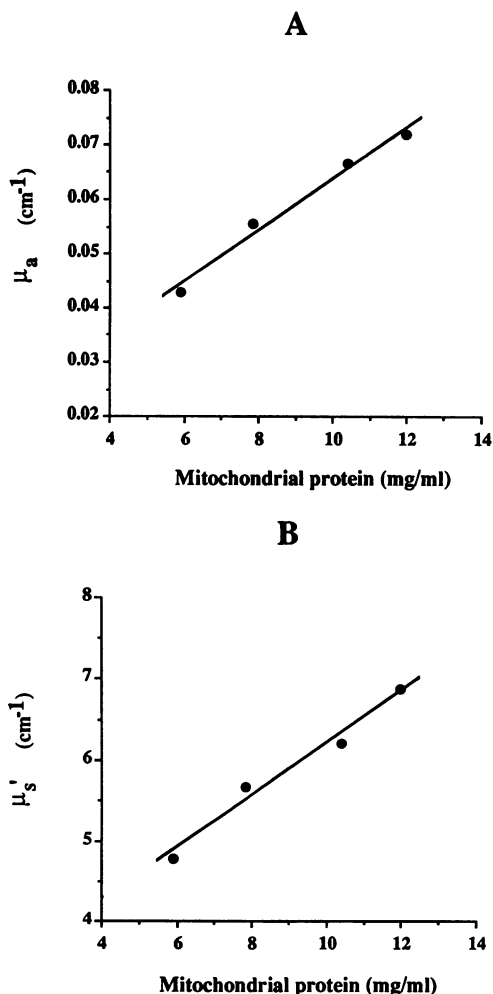 A
0.08
0.07
0.06
0.05
0.04
0.03
0.02
μa (cm-1)
4 6 8 10 12 14
Mitochondrial protein (mg/ml)
B
8
7
6
5
4
μs' (cm-1)
4 6 8 10 12 14
Mitochondrial protein (mg/ml)